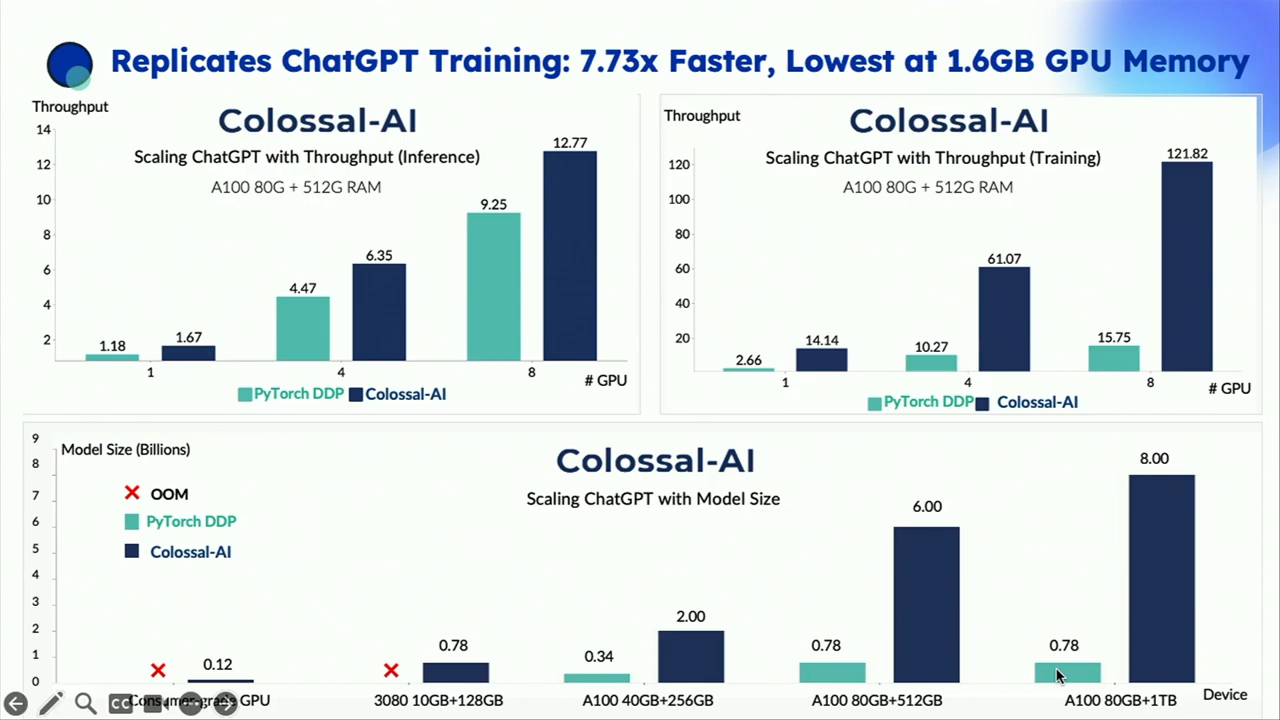 Replicates ChatGPT Training: 7.73x Faster, Lowest at 1.6GB GPU Memory
Throughput
Colossal-AI
Scaling ChatGPT with Throughput (Inference)
A100 80G + 512G RAM
14
12
10
8
6
4
2
1.18
1.67
4.47
6.35
9.25
12.77
1
4
8
# GPU
PyTorch DDP
Colossal-AI
Throughput
Colossal-AI
Scaling ChatGPT with Throughput (Training)
A100 80G + 512G RAM
120
100
80
60
40
20
2.66
14.14
10.27
61.07
15.75
121.82
1
4
8
# GPU
PyTorch DDP
Colossal-AI
9
8
7
6
5
4
3
2
1
0
Model Size (Billions)
Colossal-AI
Scaling ChatGPT with Model Size
OOM
PyTorch DDP
Colossal-AI
0.12
0.78
0.34
2.00
0.78
6.00
0.78
8.00
Consumer-grade GPU
3080 10GB+128GB
A100 40GB+256GB
A100 80GB+512GB
A100 80GB+1TB
Device
CC